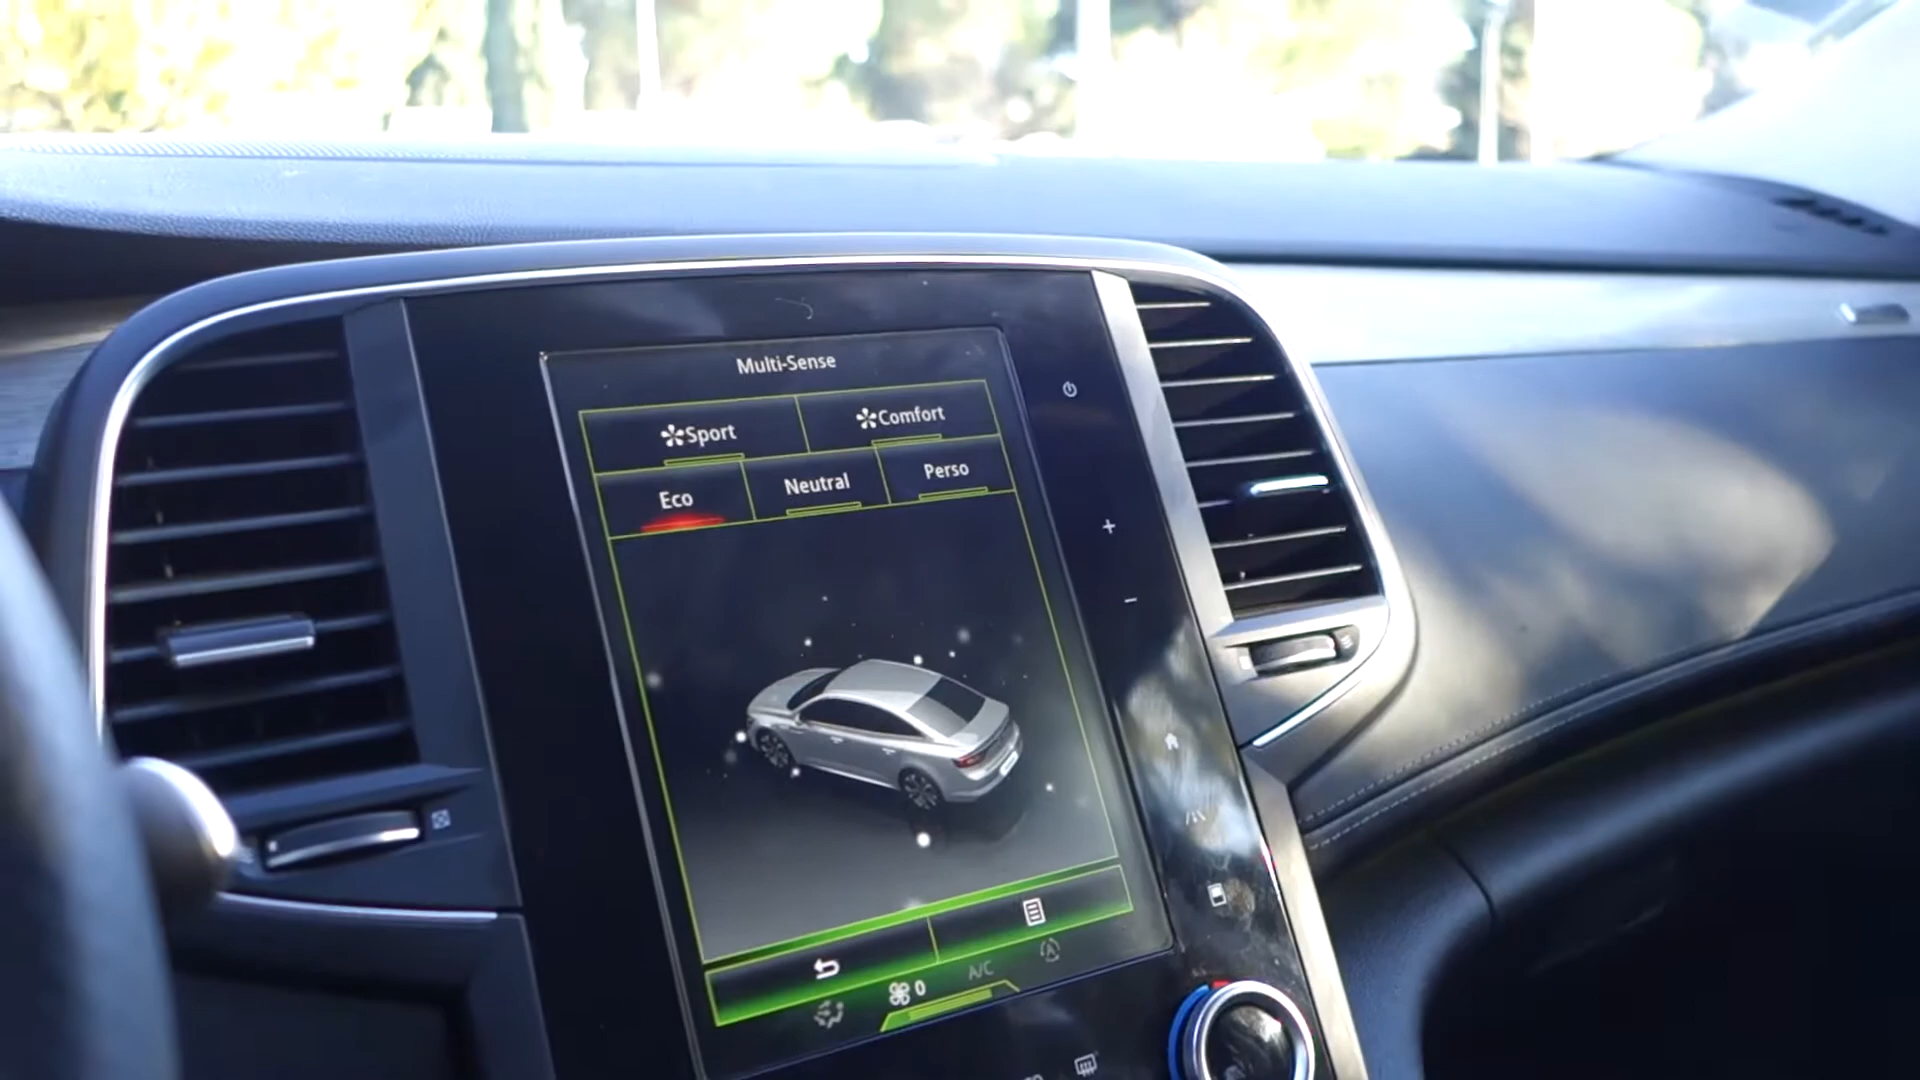 Multi-Sense
Sport
Comfort
Eco
Neutral
Perso
A/C
0